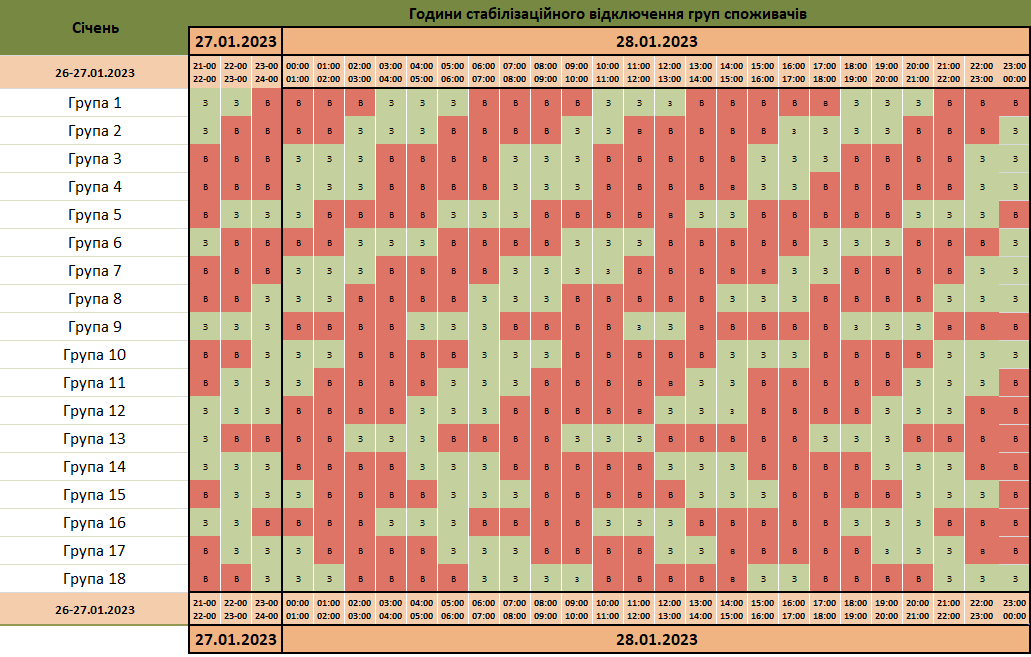 Години стабілізаційного відключення груп споживачів
Січень
27.01.2023 28.01.2023
26-27.01.2023
21-00 22-00 23-00 00:00 01:00 02:00 03:00 04:00 05:00 06:00 07:00 08:00 09:00 10:00 11:00 12:00 13:00 14:00 15:00 16:00 17:00 18:00 19:00 20:00 21:00 22:00 23:00
22-00 23-00 24-00 01:00 02:00 03:00 04:00 05:00 06:00 07:00 08:00 09:00 10:00 11:00 12:00 13:00 14:00 15:00 16:00 17:00 18:00 19:00 20:00 21:00 22:00 23:00 00:00
Група 1 З З В В В В З З З В В В В З З з В В В В в З З З В В В
Група 2 З В В В В З З З В В В В З З в В В В В з З З З В В В З
Група 3 В В В З З З В В В В З З З В В В В В З З З В В В В З З
Група 4 В В В З З З В В В В З З З В В В В в З З В В В В В З З
Група 5 В З З З В В В В З З З В В В В в З З В В В В В З З З В
Група 6 З В В В В З З З В В В В З З З В В В В В З З З В В В З
Група 7 В В В З З З В В В В З З З з В В В В в З З В В В В З З
Група 8 В В З З З В В В В З З З В В В В В З З З В В В В З З З
Група 9 З З З В В В В З З З В В В В з З в В В В В з З З в В В
Група 10 В В З З З В В В В З З З В В В В В З З З В В В В З З З
Група 11 В З З З В В В В З З З В В В В в З З В В В В В З З З В
Група 12 З З З В В В В З З З В В В В в З З з В В В В З З З В В
Група 13 З В В В В З З З В В В В З З З В В В В В З З З В В В В
Група 14 З З З В В В В З З З В В В В В З З З В В В В З З З В В
Група 15 В З З З В В В В З З З В В В В В З З З В В В В З З З В
Група 16 З З В В В В З З З В В В В З З З В В В В В З З З В В В
Група 17 В З З З В В В В З З З В В В В З З в В В В В з З З в В
Група 18 В В З З З В В В В З З З з В В В В в З З В В В В З З З
26-27.01.2023
21-00 22-00 23-00 00:00 01:00 02:00 03:00 04:00 05:00 06:00 07:00 08:00 09:00 10:00 11:00 12:00 13:00 14:00 15:00 16:00 17:00 18:00 19:00 20:00 21:00 22:00 23:00
22-00 23-00 24-00 01:00 02:00 03:00 04:00 05:00 06:00 07:00 08:00 09:00 10:00 11:00 12:00 13:00 14:00 15:00 16:00 17:00 18:00 19:00 20:00 21:00 22:00 23:00 00:00
27.01.2023 28.01.2023